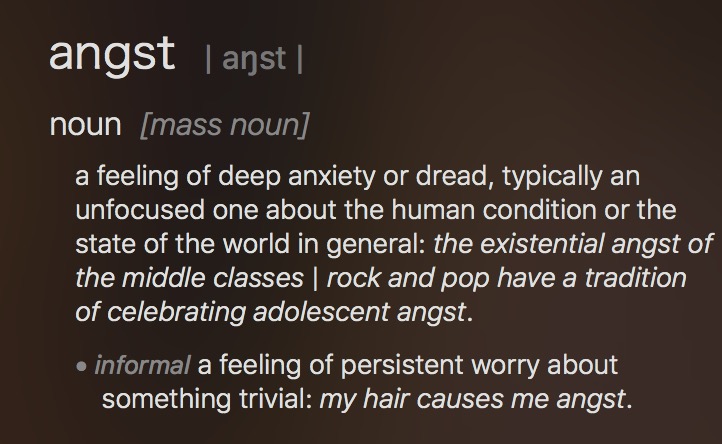 angst | aŋst |
noun [mass noun]
a feeling of deep anxiety or dread, typically an
unfocused one about the human condition or the
state of the world in general: the existential angst of
the middle classes | rock and pop have a tradition
of celebrating adolescent angst.
• informal a feeling of persistent worry about
something trivial: my hair causes me angst.